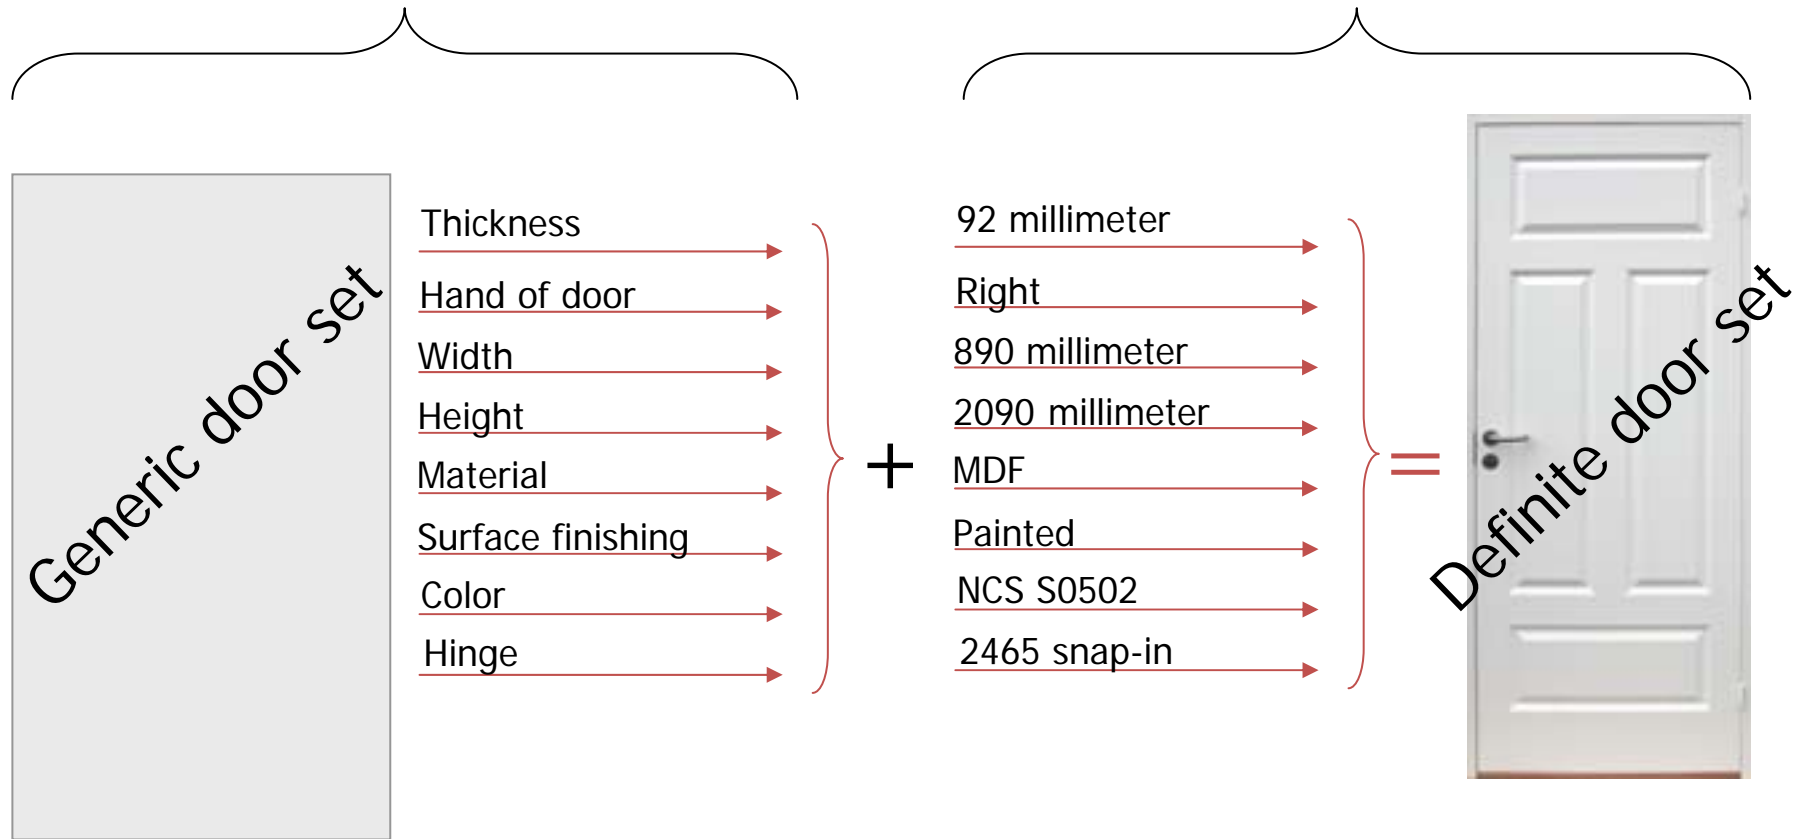 Generic door set
Thickness
Hand of door
Width
Height
Material
Surface finishing
Color
Hinge
+
92 millimeter
Right
890 millimeter
2090 millimeter
MDF
Painted
NCS S0502
2465 snap-in
=
Definite door set